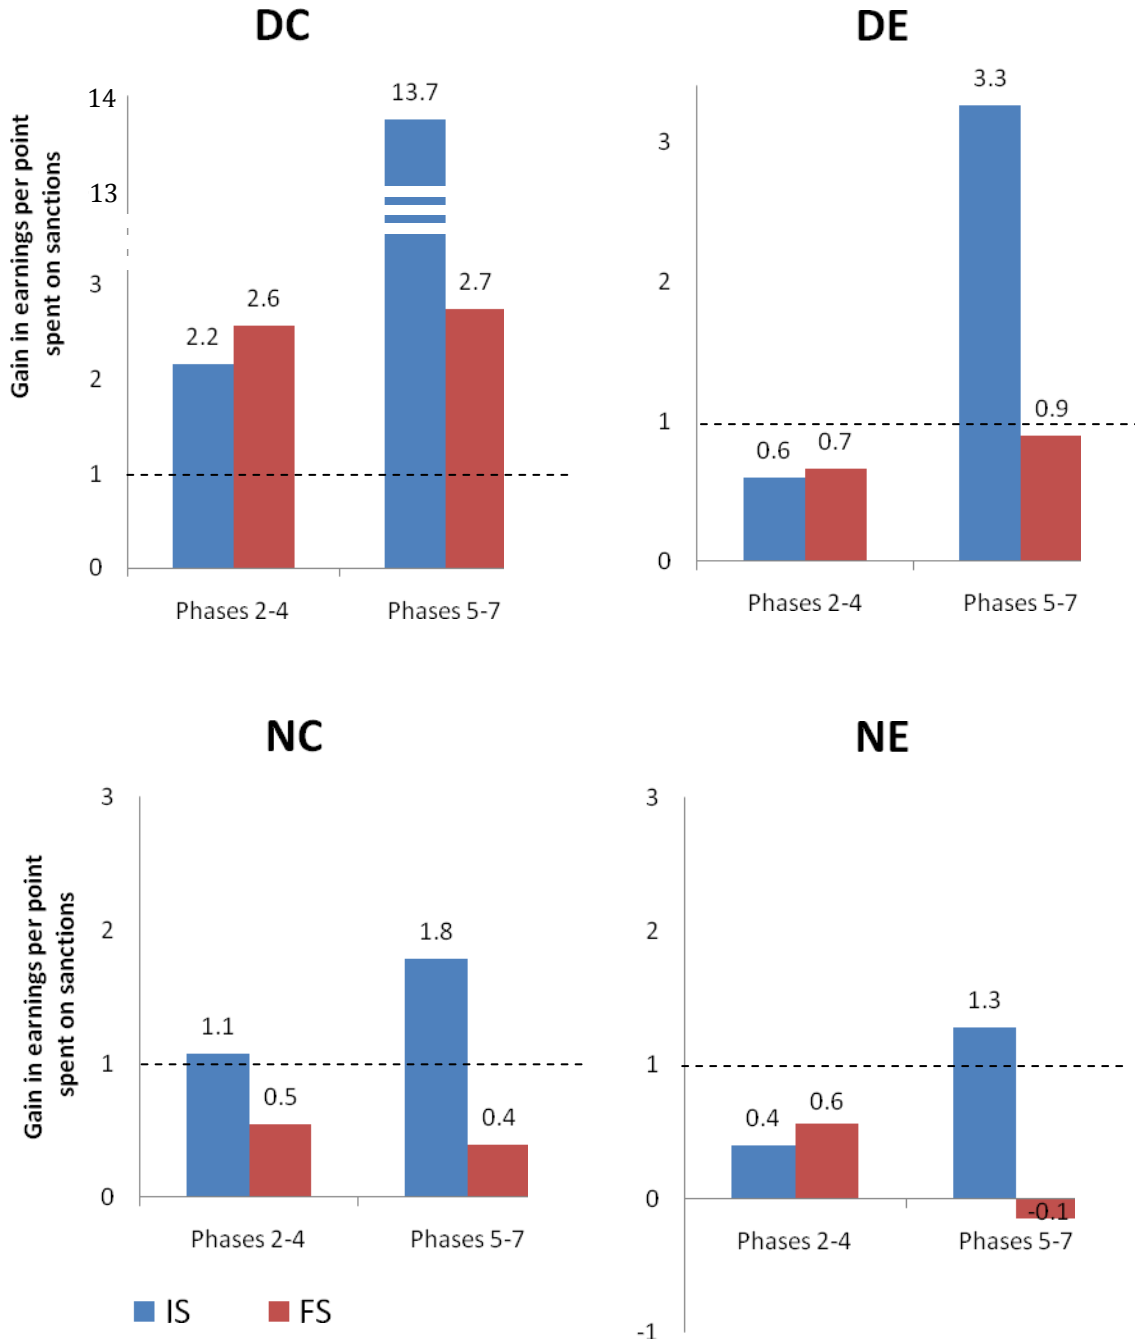 DC
Gain in earnings per point
spent on sanctions
14
13
3
2
1
0
13.7
2.2
2.6
2.7
Phases 2-4
Phases 5-7
DE
3
2
1
0
3.3
0.6
0.7
0.9
Phases 2-4
Phases 5-7
NC
Gain in earnings per point
spent on sanctions
3
2
1
0
1.1
0.5
1.8
0.4
Phases 2-4
Phases 5-7
NE
3
2
1
0
-1
0.4
0.6
1.3
-0.1
Phases 2-4
Phases 5-7
IS
FS